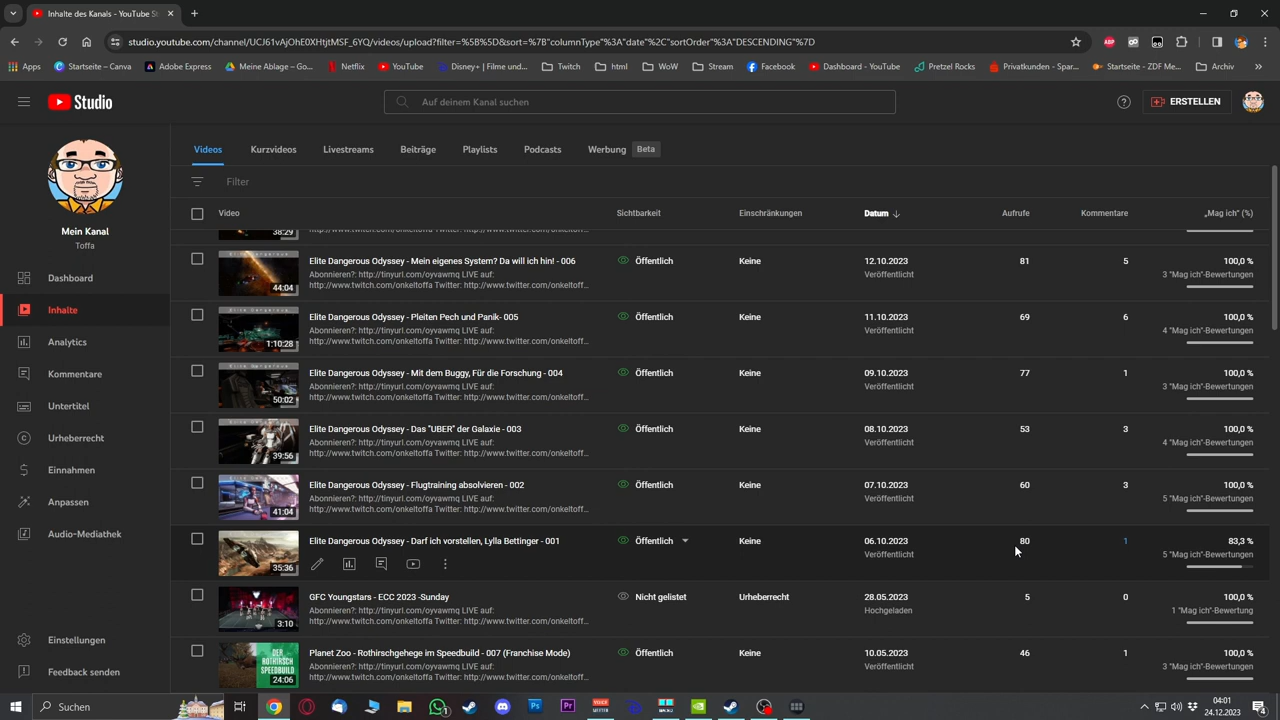 Inhalte des Kanals - YouTube St
studio.youtube.com/channel/UCJ61vAjOhE0XHtjtMSF_6YQ/videos/upload?filter=%5B%5D&sort=%7B"columnType"%3A"date"%2C"sortOrder"%3A"DESCENDING"%7D
Apps Startseite – Canva Adobe Express Meine Ablage – Go... Netflix YouTube Disney+ | Filme und... Twitch html WoW Stream Facebook Dashboard - YouTube Pretzel Rocks Privatkunden - Spar... Startseite - ZDF Me... Archiv
Studio
Auf deinem Kanal suchen
ERSTELLEN
Mein Kanal
Toffa
Dashboard
Inhalte
Analytics
Kommentare
Untertitel
Urheberrecht
Einnahmen
Anpassen
Audio-Mediathek
Einstellungen
Feedback senden
Videos Kurzvideos Livestreams Beiträge Playlists Podcasts Werbung Beta
Filter
Video Sichtbarkeit Einschränkungen Datum Aufrufe Kommentare „Mag ich" (%)
38:29
http://www.twitch.com/onkeltoffa Twitter: http://www.twitter.com/onkeltoff...
Elite Dangerous Odyssey - Mein eigenes System? Da will ich hin! - 006 Öffentlich Keine 12.10.2023 81 5 100,0 %
Abonnieren?: http://tinyurl.com/oyvawmq LIVE auf: Veröffentlicht 3 "Mag ich"-Bewertungen
http://www.twitch.com/onkeltoffa Twitter: http://www.twitter.com/onkeltoff...
44:04
Elite Dangerous Odyssey - Pleiten Pech und Panik- 005 Öffentlich Keine 11.10.2023 69 6 100,0 %
Abonnieren?: http://tinyurl.com/oyvawmq LIVE auf: Veröffentlicht 4 "Mag ich"-Bewertungen
http://www.twitch.com/onkeltoffa Twitter: http://www.twitter.com/onkeltoff...
1:10:28
Elite Dangerous Odyssey - Mit dem Buggy, Für die Forschung - 004 Öffentlich Keine 09.10.2023 77 1 100,0 %
Abonnieren?: http://tinyurl.com/oyvawmq LIVE auf: Veröffentlicht 3 "Mag ich"-Bewertungen
http://www.twitch.com/onkeltoffa Twitter: http://www.twitter.com/onkeltoff...
50:02
Elite Dangerous Odyssey - Das "UBER" der Galaxie - 003 Öffentlich Keine 08.10.2023 53 3 100,0 %
Abonnieren?: http://tinyurl.com/oyvawmq LIVE auf: Veröffentlicht 4 "Mag ich"-Bewertungen
http://www.twitch.com/onkeltoffa Twitter: http://www.twitter.com/onkeltoff...
39:56
Elite Dangerous Odyssey - Flugtraining absolvieren - 002 Öffentlich Keine 07.10.2023 60 3 100,0 %
Abonnieren?: http://tinyurl.com/oyvawmq LIVE auf: Veröffentlicht 5 "Mag ich"-Bewertungen
http://www.twitch.com/onkeltoffa Twitter: http://www.twitter.com/onkeltoff...
41:04
Elite Dangerous Odyssey - Darf ich vorstellen, Lylla Bettinger - 001 Öffentlich Keine 06.10.2023 80 1 83,3 %
Veröffentlicht 5 "Mag ich"-Bewertungen
35:36
GFC Youngstars - ECC 2023 -Sunday Nicht gelistet Urheberrecht 28.05.2023 5 0 100,0 %
Abonnieren?: http://tinyurl.com/oyvawmq LIVE auf: Hochgeladen 1 "Mag ich"-Bewertung
http://www.twitch.com/onkeltoffa Twitter: http://www.twitter.com/onkeltoff...
3:10
Planet Zoo - Rothirschgehege im Speedbuild - 007 (Franchise Mode) Öffentlich Keine 10.05.2023 46 1 100,0 %
Abonnieren?: http://tinyurl.com/oyvawmq LIVE auf: Veröffentlicht 3 "Mag ich"-Bewertungen
http://www.twitch.com/onkeltoffa Twitter: http://www.twitter.com/onkeltoff...
DER
ROTHIRSCH
SPEEDBUILD
24:06
Suchen
04:01
24.12.2023